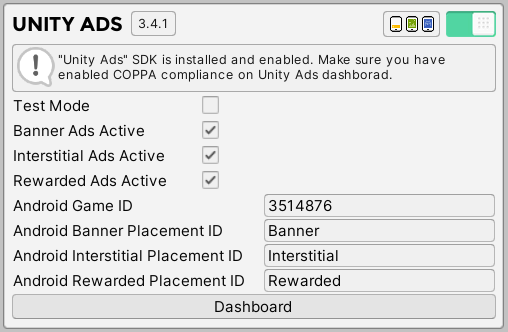 UNITY ADS 3.4.1
"Unity Ads" SDK is installed and enabled. Make sure you have
enabled COPPA compliance on Unity Ads dashborad.
Test Mode
Banner Ads Active
Interstitial Ads Active
Rewarded Ads Active
Android Game ID 3514876
Android Banner Placement ID Banner
Android Interstitial Placement ID Interstitial
Android Rewarded Placement ID Rewarded
Dashboard